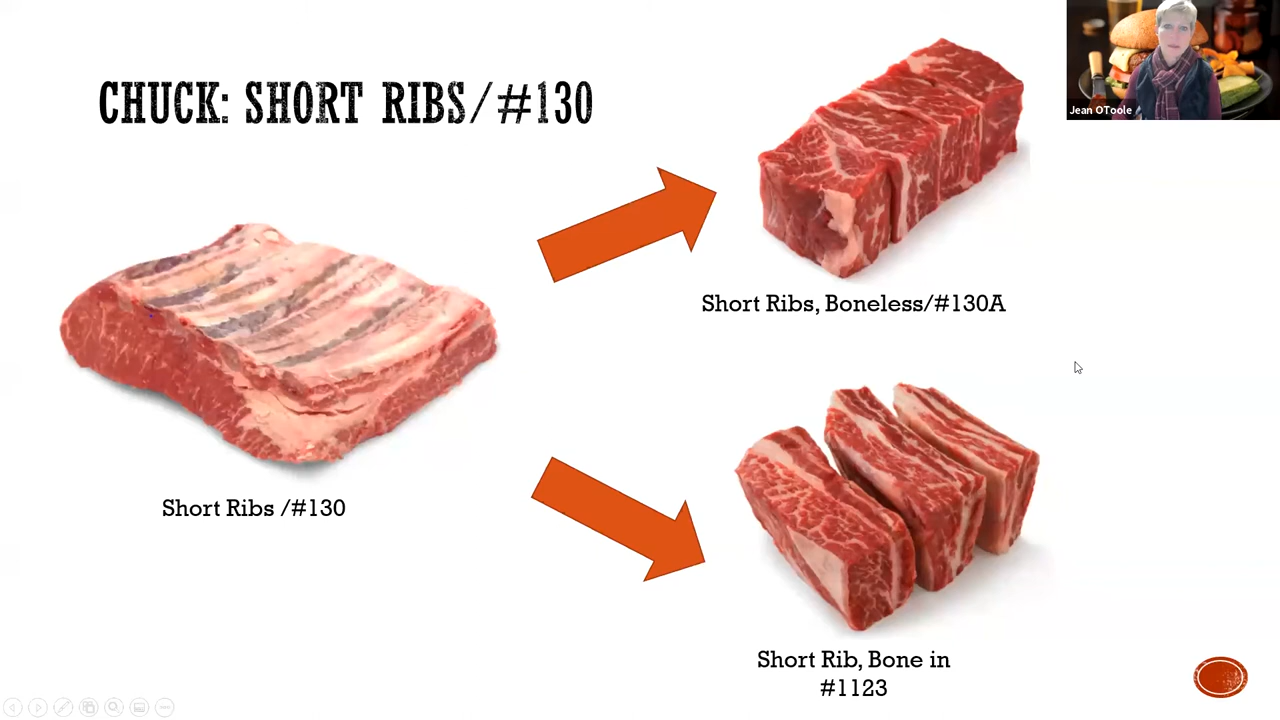 CHUCK: SHORT RIBS/#130
Jean OToole
Short Ribs, Boneless/#130A
Short Ribs /#130
Short Rib, Bone in
#1123